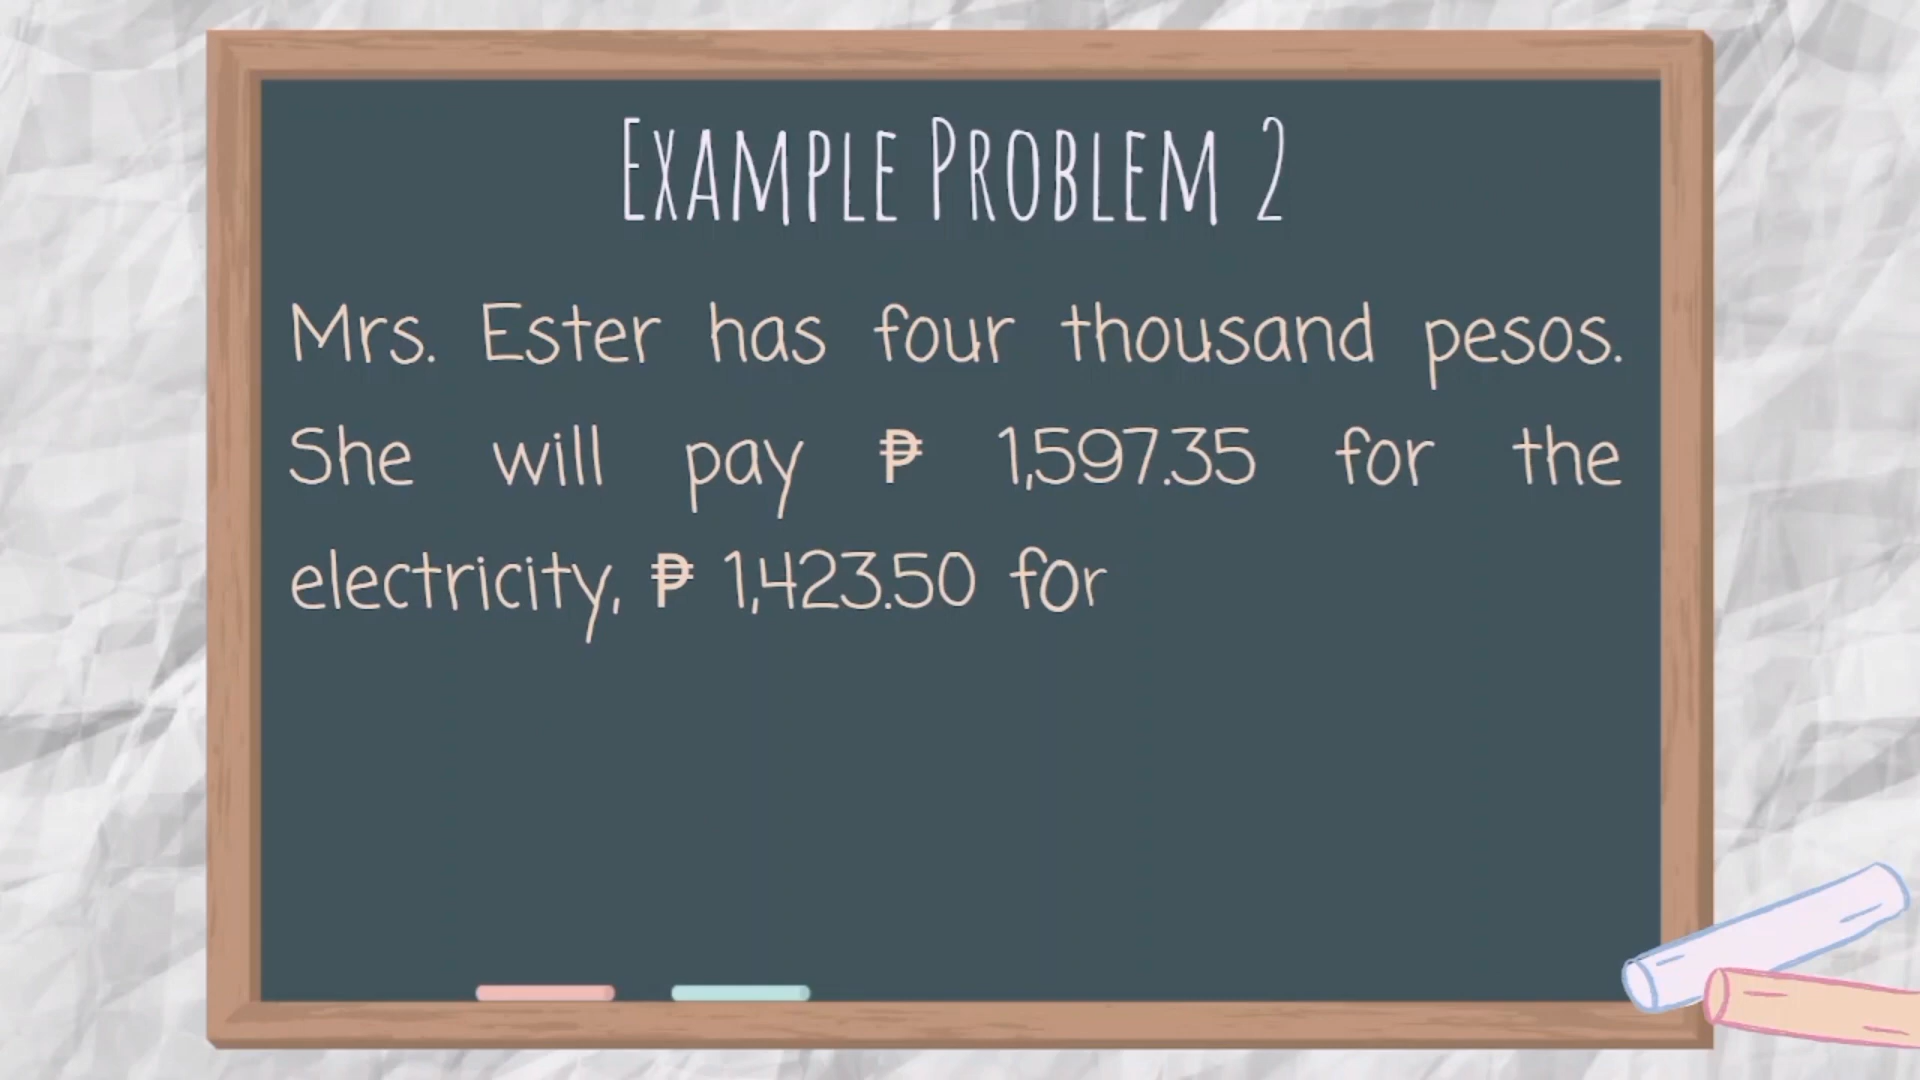 EXAMPLE PROBLEM 2
Mrs. Ester has four thousand pesos.
She will pay ₱ 1,597.35 for the
electricity, ₱ 1,423.50 for